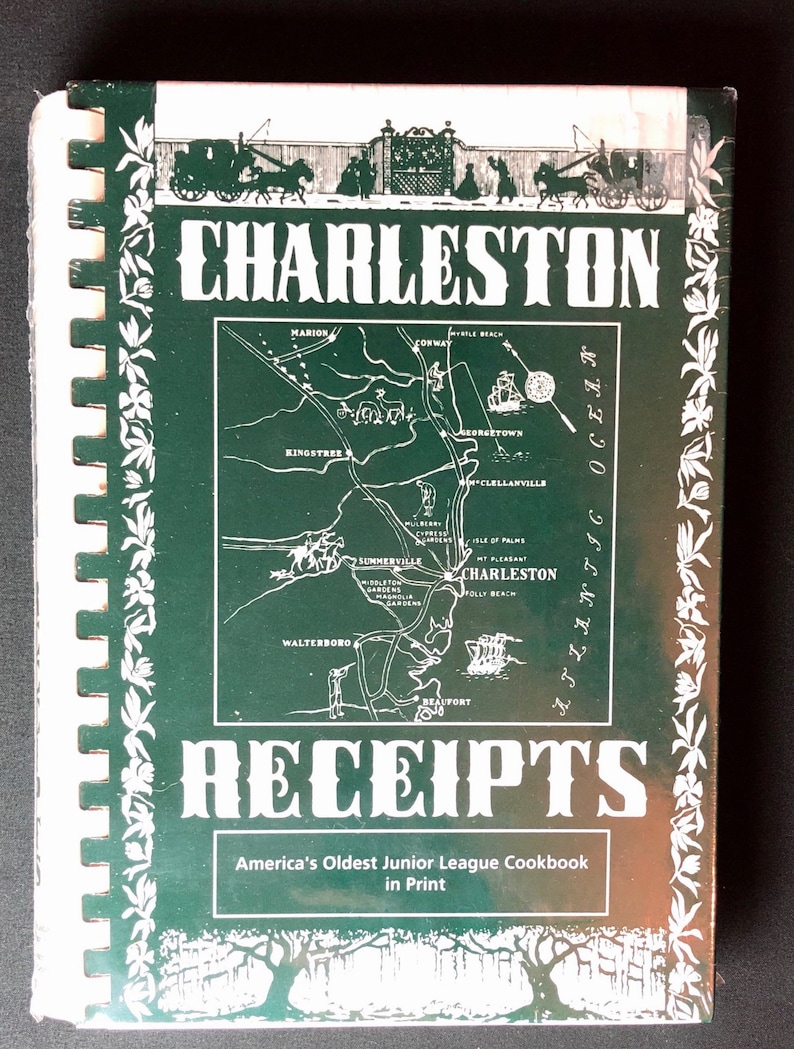 CHARLESTON
MARION
CONWAY
MYRTLE BEACH
N
ATLANTIC OCEAN
GEORGETOWN
KINGSTREE
McCLELLANVILLE
MULBERRY
CYPRESS
GARDENS
ISLE OF PALMS
MT PLEASANT
SUMMERVILLE
CHARLESTON
MIDDLETON
GARDENS
MAGNOLIA
GARDENS
FOLLY BEACH
WALTERBORO
BEAUFORT
RECEIPTS
America's Oldest Junior League Cookbook
in Print